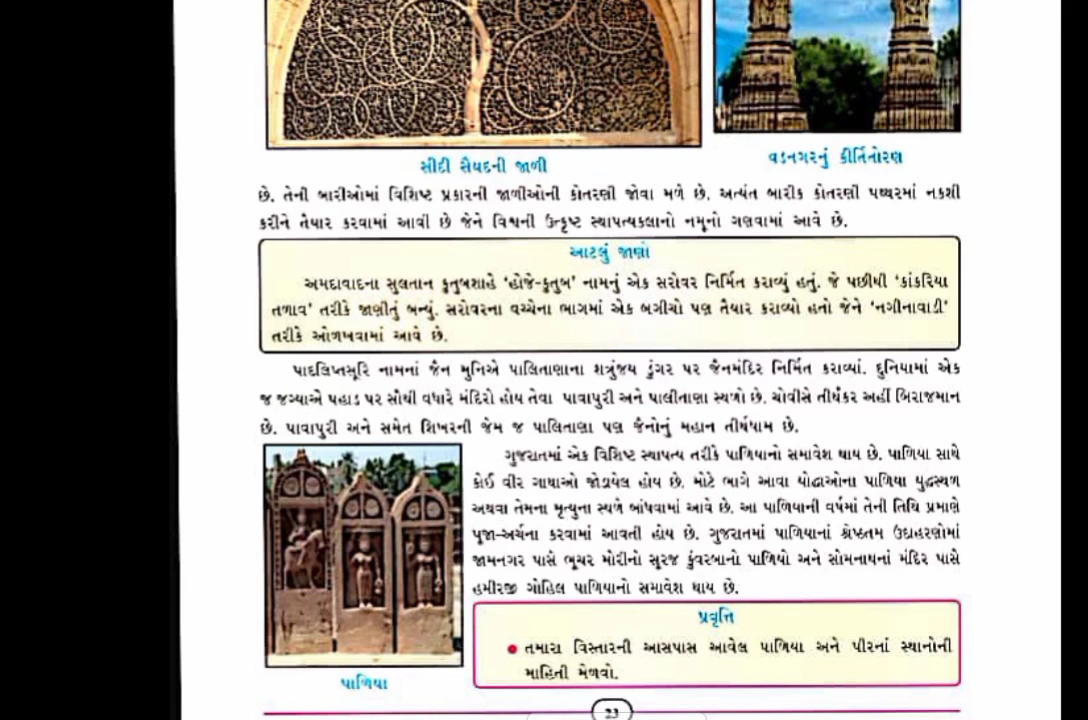 સીદી સૈયદની જાળી
વડનગરનું કીર્તિતોરણ
છે. તેની બારીઓમાં વિશિષ્ટ પ્રકારની જાળીઓની કોતરણી જોવા મળે છે. અત્યંત બારીક કોતરણી પથ્થરમાં નકશી
કરીને તૈયાર કરવામાં આવી છે જેને વિશ્વની ઉત્કૃષ્ટ સ્થાપત્યકલાનો નમૂનો ગણવામાં આવે છે.
આટલું જાણો
અમદાવાદના સુલતાન કુતુબશાહે 'હોજે-કુતુબ' નામનું એક સરોવર નિર્મિત કરાવ્યું હતું. જે પછીથી 'કાંકરિયા
તળાવ' તરીકે જાણીતું બન્યું. સરોવરના વચ્ચેના ભાગમાં એક બગીચો પણ તૈયાર કરાવ્યો હતો જેને 'નગીનાવાડી'
તરીકે ઓળખવામાં આવે છે.
પાદલિપ્તસૂરિ નામનાં જૈન મુનિએ પાલિતાણાના શત્રુંજય ડુંગર પર જૈનમંદિર નિર્મિત કરાવ્યાં. દુનિયામાં એક
જ જગ્યાએ પહાડ પર સૌથી વધારે મંદિરો હોય તેવા પાવાપુરી અને પાલીતાણા સ્થળો છે. ચોવીસે તીર્થંકર અહીં બિરાજમાન
છે. પાવાપુરી અને સમેત શિખરની જેમ જ પાલિતાણા પણ જૈનોનું મહાન તીર્થધામ છે.
ગુજરાતમાં એક વિશિષ્ટ સ્થાપત્ય તરીકે પાળિયાનો સમાવેશ થાય છે. પાળિયા સાથે
કોઈ વીર ગાથાઓ જોડાયેલ હોય છે. મોટે ભાગે આવા યોદ્ધાઓના પાળિયા યુદ્ધસ્થળ
અથવા તેમના મૃત્યુના સ્થળે બાંધવામાં આવે છે. આ પાળિયાની વર્ષમાં તેની તિથિ પ્રમાણે
પૂજા-અર્ચના કરવામાં આવતી હોય છે. ગુજરાતમાં પાળિયાનાં શ્રેષ્ઠતમ ઉદાહરણોમાં
જામનગર પાસે ભૂચર મોરીનો સુરજ કુંવરબાનો પાળિયો અને સોમનાથનાં મંદિર પાસે
હમીરજી ગોહિલ પાળિયાનો સમાવેશ થાય છે.
પ્રવૃત્તિ
• તમારા વિસ્તારની આસપાસ આવેલ પાળિયા અને પીરનાં સ્થાનોની
માહિતી મેળવો.
પાળિયા
23